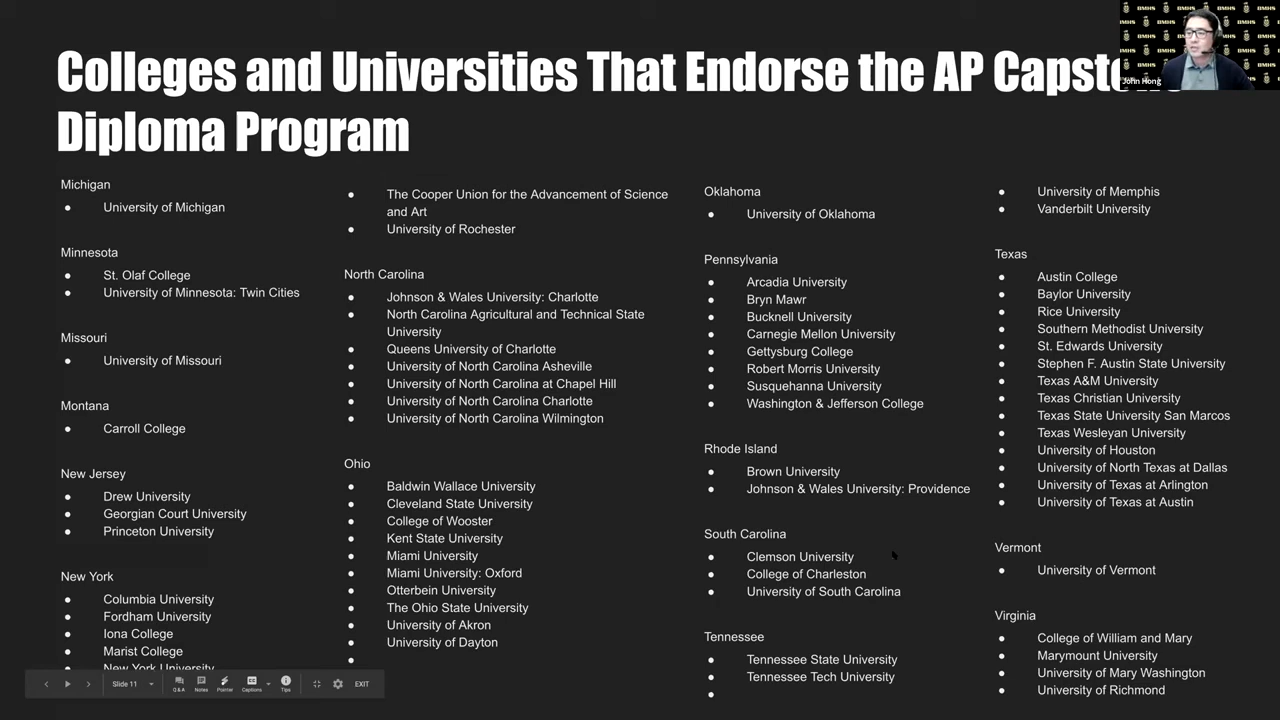 Colleges and Universities That Endorse the AP Capstone
Diploma Program
BMHS
John Hong
Michigan
● University of Michigan
Minnesota
● St. Olaf College
● University of Minnesota: Twin Cities
Missouri
● University of Missouri
Montana
● Carroll College
New Jersey
● Drew University
● Georgian Court University
● Princeton University
New York
● Columbia University
● Fordham University
● Iona College
● Marist College
● New York University
● The Cooper Union for the Advancement of Science
and Art
● University of Rochester
North Carolina
● Johnson & Wales University: Charlotte
● North Carolina Agricultural and Technical State
University
● Queens University of Charlotte
● University of North Carolina Asheville
● University of North Carolina at Chapel Hill
● University of North Carolina Charlotte
● University of North Carolina Wilmington
Ohio
● Baldwin Wallace University
● Cleveland State University
● College of Wooster
● Kent State University
● Miami University
● Miami University: Oxford
● Otterbein University
● The Ohio State University
● University of Akron
● University of Dayton
●
Oklahoma
● University of Oklahoma
Pennsylvania
● Arcadia University
● Bryn Mawr
● Bucknell University
● Carnegie Mellon University
● Gettysburg College
● Robert Morris University
● Susquehanna University
● Washington & Jefferson College
Rhode Island
● Brown University
● Johnson & Wales University: Providence
South Carolina
● Clemson University
● College of Charleston
● University of South Carolina
Tennessee
● Tennessee State University
● Tennessee Tech University
●
● University of Memphis
● Vanderbilt University
Texas
● Austin College
● Baylor University
● Rice University
● Southern Methodist University
● St. Edwards University
● Stephen F. Austin State University
● Texas A&M University
● Texas Christian University
● Texas State University San Marcos
● Texas Wesleyan University
● University of Houston
● University of North Texas at Dallas
● University of Texas at Arlington
● University of Texas at Austin
Vermont
● University of Vermont
Virginia
● College of William and Mary
● Marymount University
● University of Mary Washington
● University of Richmond
Slide 11
Q & A
Notes
Pointer
Captions
Tips
EXIT